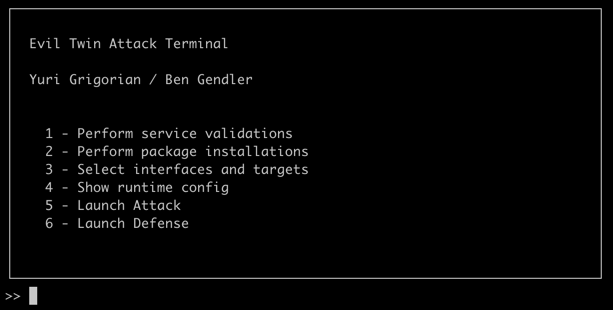 Evil Twin Attack Terminal
Yuri Grigorian / Ben Gendler
1 - Perform service validations
2 - Perform package installations
3 - Select interfaces and targets
4 - Show runtime config
5 - Launch Attack
6 - Launch Defense
>>